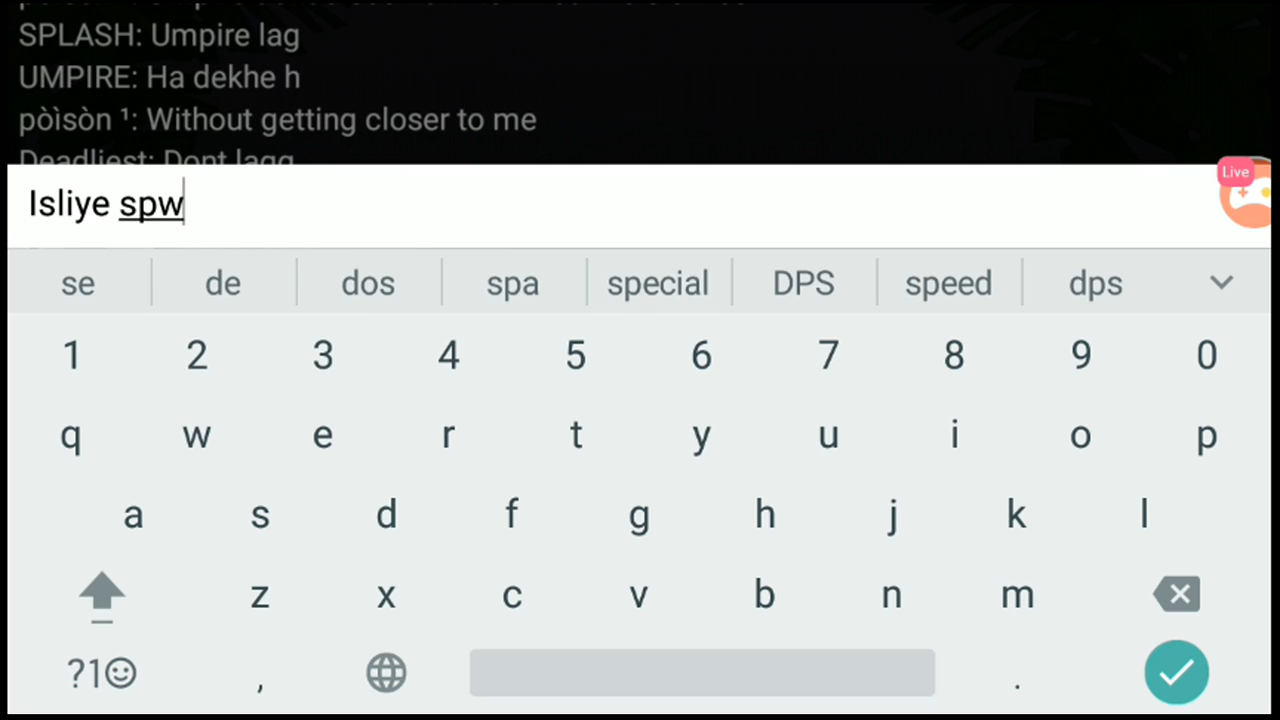 SPLASH: Umpire lag
UMPIRE: Ha dekhe h
pòìsòn ¹: Without getting closer to me
Deadliest: Dont lagg
Live
Isliye spw
se de dos spa special DPS speed dps
1 2 3 4 5 6 7 8 9 0
q w e r t y u i o p
a s d f g h j k l
z x c v b n m
?1☺ , .